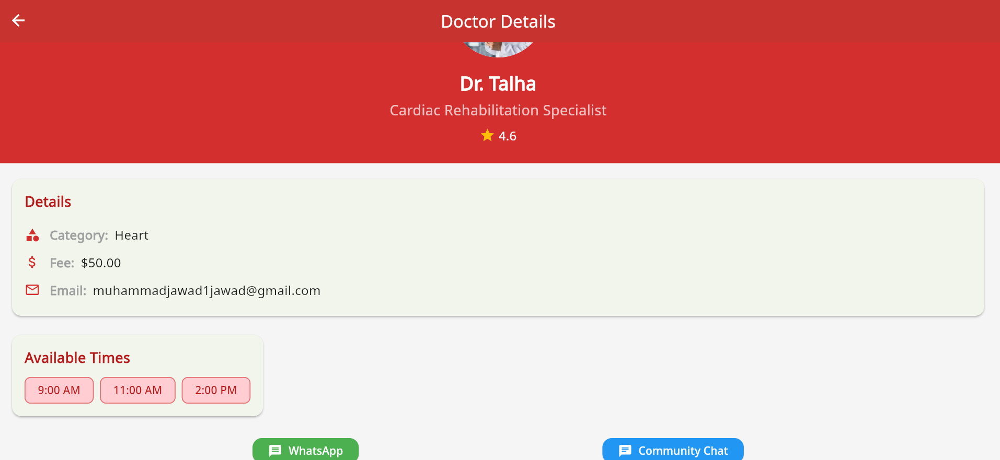 Doctor Details
Dr. Talha
Cardiac Rehabilitation Specialist
4.6
Details
Category: Heart
Fee: $50.00
Email: muhammadjawad1jawad@gmail.com
Available Times
9:00 AM 11:00 AM 2:00 PM
WhatsApp Community Chat